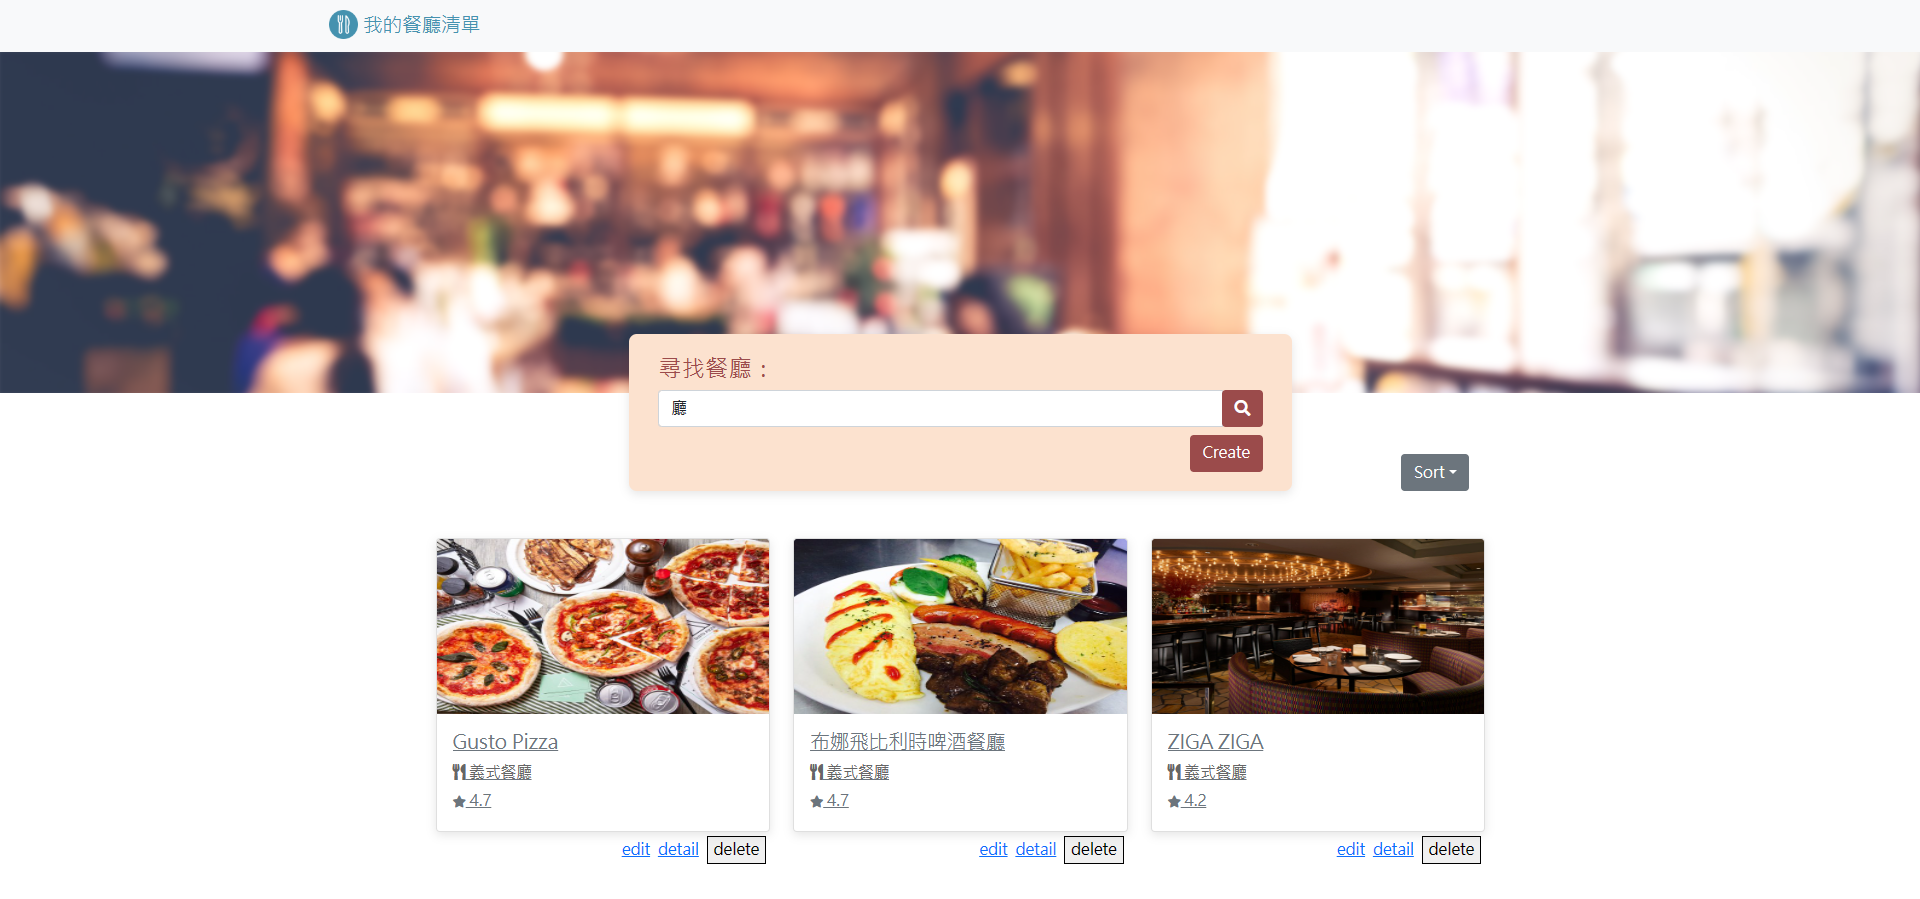 我的餐廳清單
尋找餐廳：
廳
Create
Sort
Gusto Pizza
義式餐廳
4.7
edit detail delete
布娜飛比利時啤酒餐廳
義式餐廳
4.7
edit detail delete
ZIGA ZIGA
義式餐廳
4.2
edit detail delete